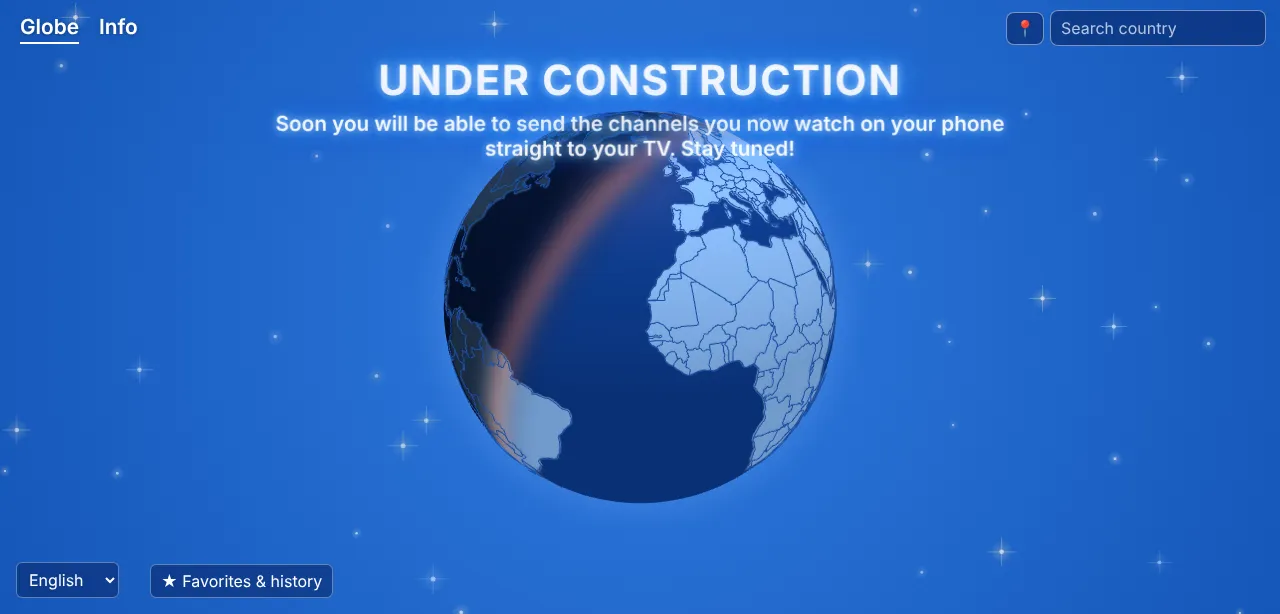 Globe Info
Search country
UNDER CONSTRUCTION
Soon you will be able to send the channels you now watch on your phone
straight to your TV. Stay tuned!
English
★ Favorites & history